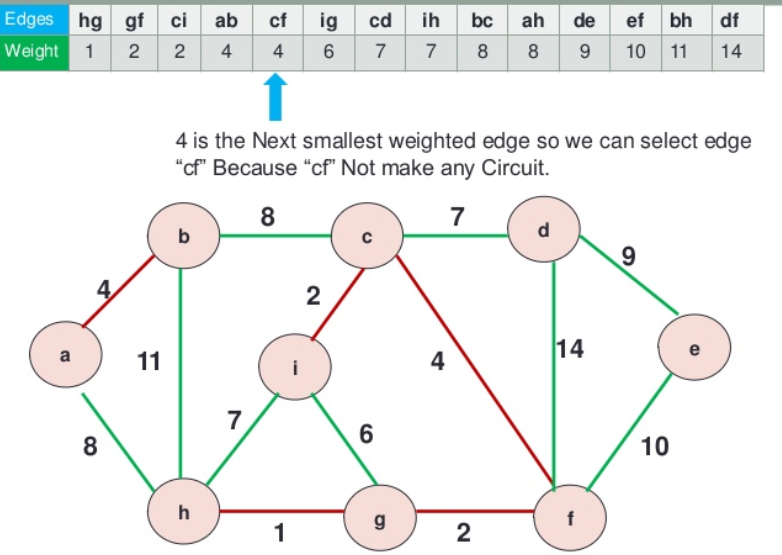 Edges hg gf ci ab cf ig cd ih bc ah de ef bh df
Weight 1 2 2 4 4 6 7 7 8 8 9 10 11 14
4 is the Next smallest weighted edge so we can select edge
“cf” Because “cf” Not make any Circuit.
8 7
b c d
9
4 2
a 11 i 4 14 e
7 6
8 10
h g f
1 2